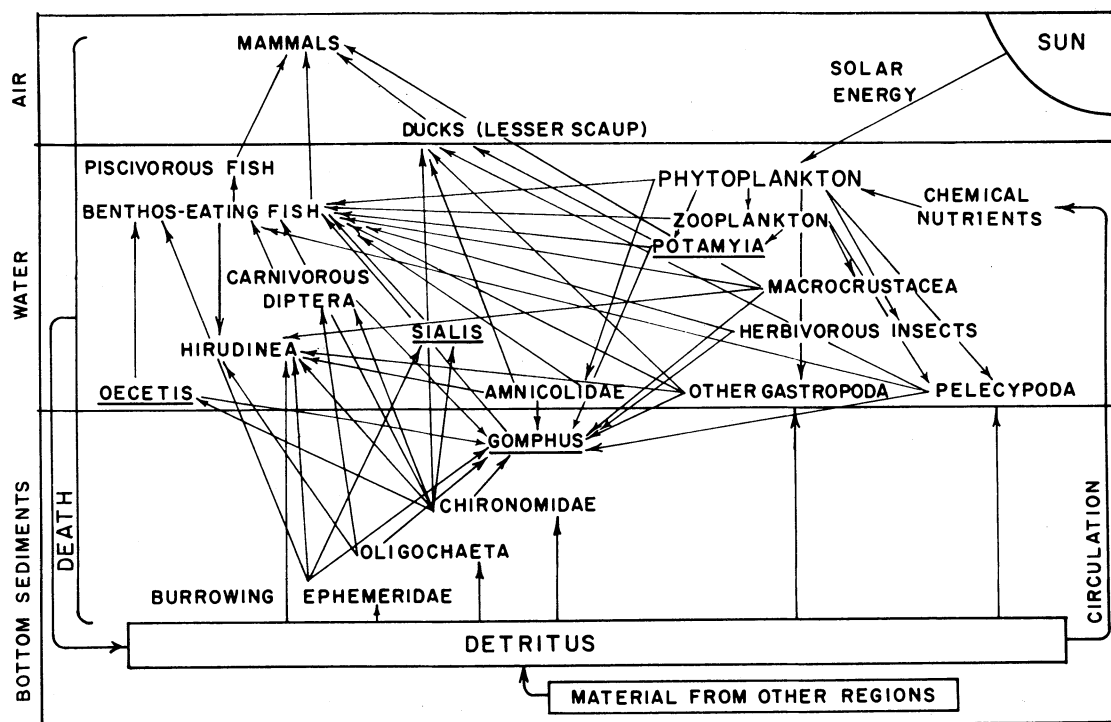 AIR
WATER
BOTTOM SEDIMENTS
MAMMALS
SUN
SOLAR
ENERGY
DUCKS (LESSER SCAUP)
PISCIVOROUS FISH
PHYTOPLANKTON
CHEMICAL
NUTRIENTS
BENTHOS-EATING FISH
ZOOPLANKTON
POTAMYIA
CARNIVOROUS
DIPTERA
MACROCRUSTACEA
SIALIS
HERBIVOROUS INSECTS
HIRUDINEA
OECETIS
AMNICOLIDAE
OTHER GASTROPODA
PELECYPODA
GOMPHUS
DEATH
CHIRONOMIDAE
OLIGOCHAETA
BURROWING EPHEMERIDAE
CIRCULATION
DETRITUS
MATERIAL FROM OTHER REGIONS